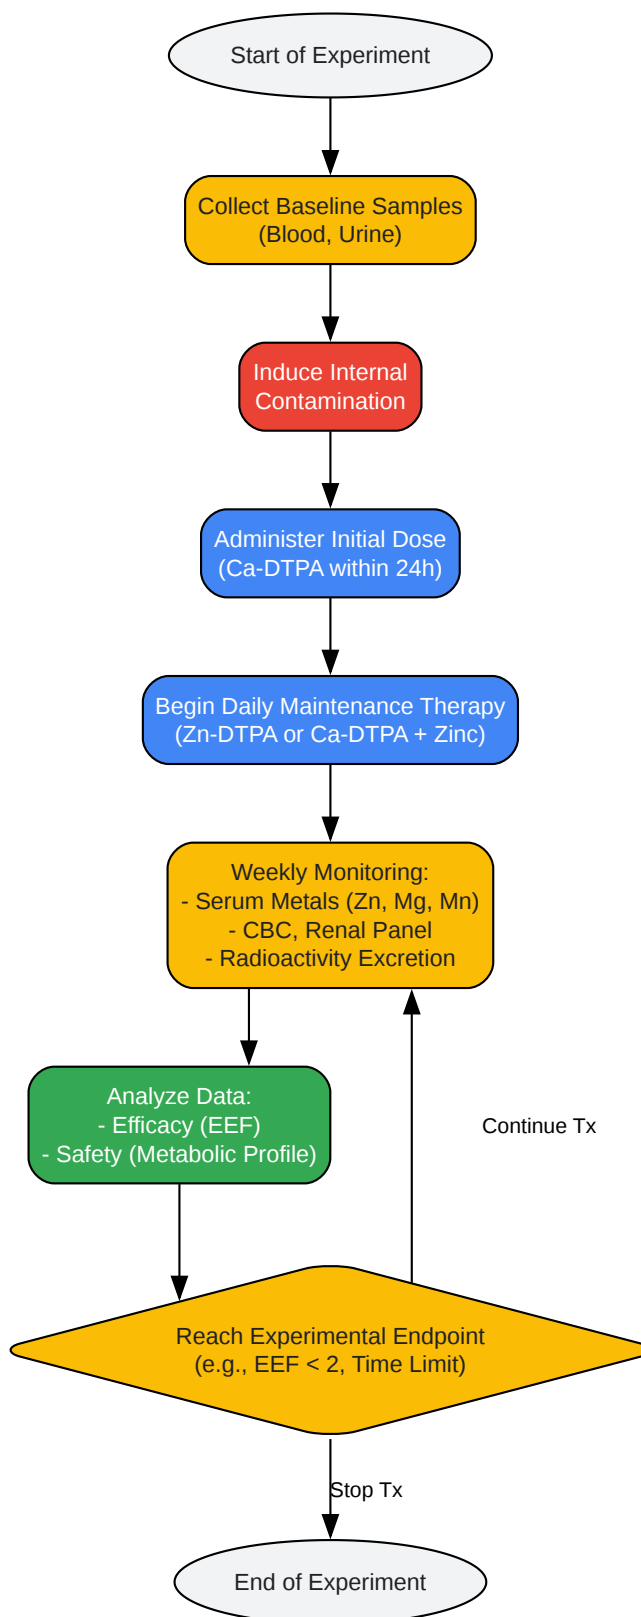 Start of Experiment
Collect Baseline Samples
(Blood, Urine)
Induce Internal
Contamination
Administer Initial Dose
(Ca-DTPA within 24h)
Begin Daily Maintenance Therapy
(Zn-DTPA or Ca-DTPA + Zinc)
Weekly Monitoring:
- Serum Metals (Zn, Mg, Mn)
- CBC, Renal Panel
- Radioactivity Excretion
Analyze Data:
- Efficacy (EEF)
- Safety (Metabolic Profile)
Continue Tx
Reach Experimental Endpoint
(e.g., EEF < 2, Time Limit)
Stop Tx
End of Experiment